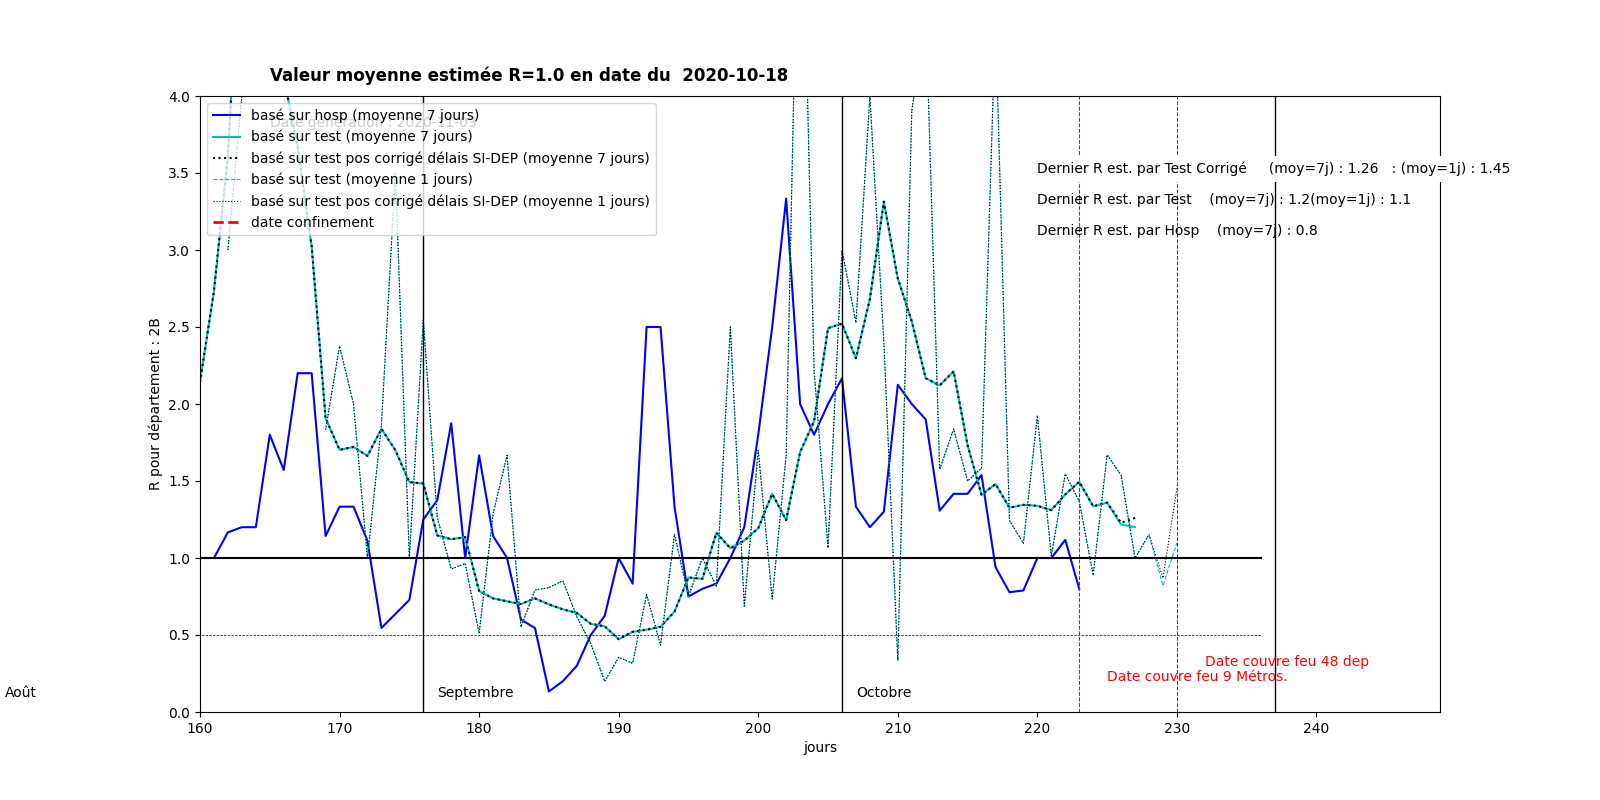 Valeur moyenne estimée R=1.0 en date du  2020-10-18
basé sur hosp (moyenne 7 jours)
Date génération : 2020-11-03
basé sur test (moyenne 7 jours)
basé sur test pos corrigé délais SI-DEP (moyenne 7 jours)
basé sur test (moyenne 1 jours)
basé sur test pos corrigé délais SI-DEP (moyenne 1 jours)
date confinement
Dernier R est. par Test Corrigé (moy=7j) : 1.26 : (moy=1j) : 1.45
Dernier R est. par Test (moy=7j) : 1.2(moy=1j) : 1.1
Dernier R est. par Hosp (moy=7j) : 0.8
R pour département : 2B
4.0
3.5
3.0
2.5
2.0
1.5
1.0
0.5
0.0
Date couvre feu 48 dep
Date couvre feu 9 Métros.
Août
Septembre
Octobre
160 170 180 190 200 210 220 230 240
jours